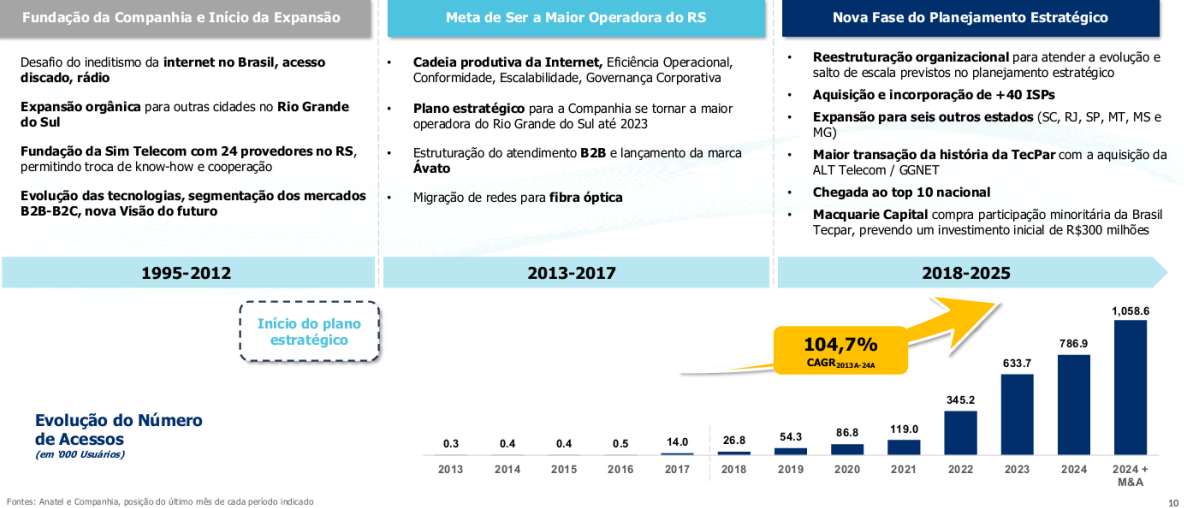 Fundação da Companhia e Início da Expansão
Desafio do ineditismo da internet no Brasil, acesso
discado, rádio
Expansão orgânica para outras cidades no Rio Grande
do Sul
Fundação da Sim Telecom com 24 provedores no RS,
permitindo troca de know-how e cooperação
Evolução das tecnologias, segmentação dos mercados
B2B-B2C, nova Visão do futuro
1995-2012
Meta de Ser a Maior Operadora do RS
• Cadeia produtiva da Internet, Eficiência Operacional,
Conformidade, Escalabilidade, Governança Corporativa
• Plano estratégico para a Companhia se tornar a maior
operadora do Rio Grande do Sul até 2023
• Estruturação do atendimento B2B e lançamento da marca
Ávato
• Migração de redes para fibra óptica
2013-2017
Nova Fase do Planejamento Estratégico
• Reestruturação organizacional para atender a evolução e
salto de escala previstos no planejamento estratégico
• Aquisição e incorporação de +40 ISPs
• Expansão para seis outros estados (SC, RJ, SP, MT, MS e
MG)
• Maior transação da história da TecPar com a aquisição da
ALT Telecom / GGNET
• Chegada ao top 10 nacional
• Macquarie Capital compra participação minoritária da Brasil
Tecpar, prevendo um investimento inicial de R$300 milhões
2018-2025
Início do plano
estratégico
104,7%
CAGR2013A-24A
Evolução do Número
de Acessos
(em '000 Usuários)
0.3 0.4 0.4 0.5 14.0 26.8 54.3 86.8 119.0 345.2 633.7 786.9 1,058.6
2013 2014 2015 2016 2017 2018 2019 2020 2021 2022 2023 2024 2024 +
M&A
Fontes: Anatel e Companhia, posição do último mês de cada período indicado
10